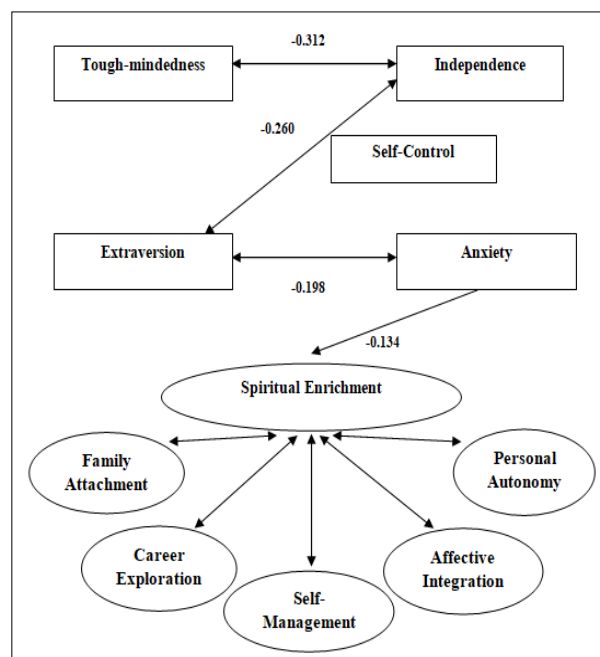 -0.312
Tough-mindedness
Independence
-0.260
Self-Control
Extraversion
Anxiety
-0.198
-0.134
Spiritual Enrichment
Family
Attachment
Personal
Autonomy
Career
Exploration
Affective
Integration
Self-
Management